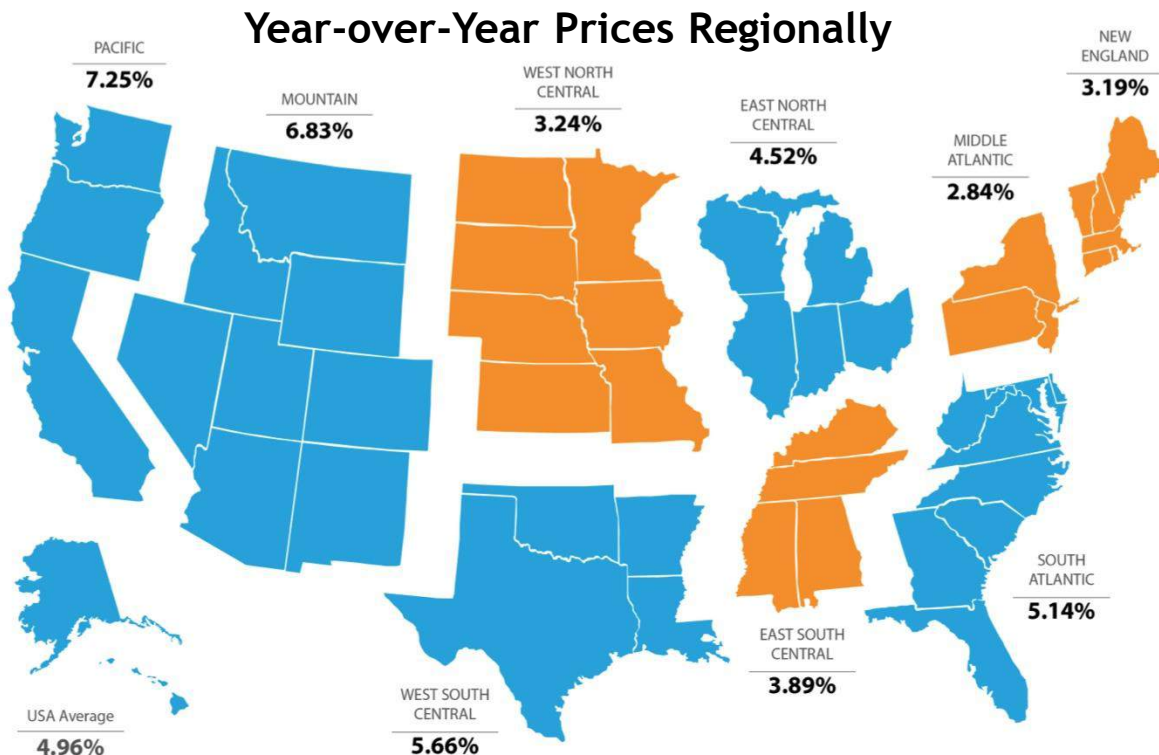 Year-over-Year Prices Regionally
PACIFIC
7.25%
MOUNTAIN
6.83%
WEST NORTH
CENTRAL
3.24%
EAST NORTH
CENTRAL
4.52%
MIDDLE
ATLANTIC
2.84%
NEW
ENGLAND
3.19%
USA Average
4.96%
WEST SOUTH
CENTRAL
5.66%
EAST SOUTH
CENTRAL
3.89%
SOUTH
ATLANTIC
5.14%